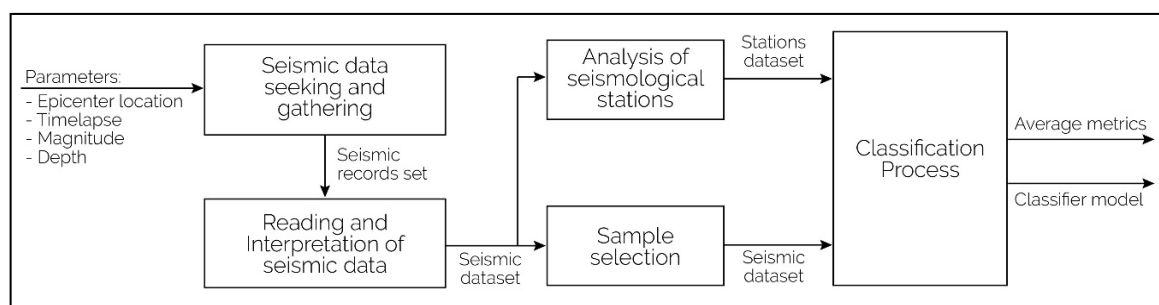 Parameters:
- Epicenter location
- Timelapse
- Magnitude
- Depth
Seismic data
seeking and
gathering
Seismic
records set
Reading and
Interpretation of
seismic data
Seismic
dataset
Analysis of
seismological
stations
Stations
dataset
Sample
selection
Seismic
dataset
Classification
Process
Average metrics
Classifier model